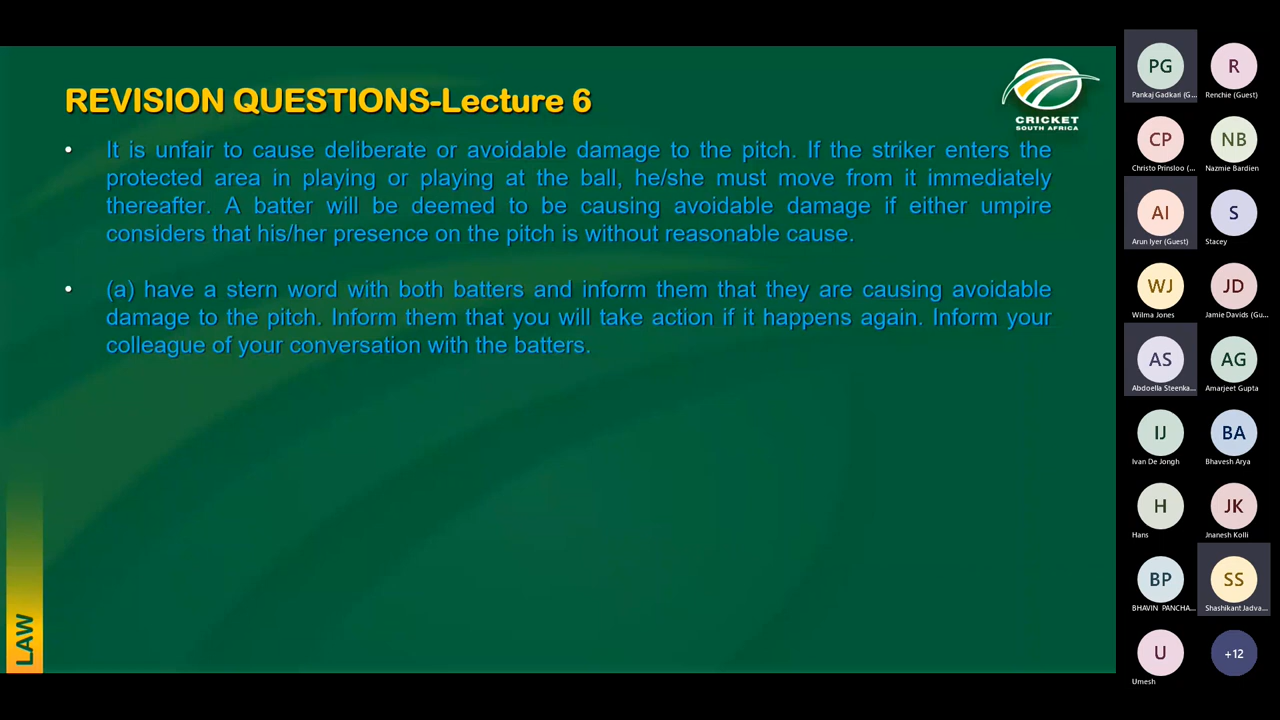 REVISION QUESTIONS-Lecture 6
CRICKET
SOUTH AFRICA
• It is unfair to cause deliberate or avoidable damage to the pitch. If the striker enters the
protected area in playing or playing at the ball, he/she must move from it immediately
thereafter. A batter will be deemed to be causing avoidable damage if either umpire
considers that his/her presence on the pitch is without reasonable cause.
• (a) have a stern word with both batters and inform them that they are causing avoidable
damage to the pitch. Inform them that you will take action if it happens again. Inform your
colleague of your conversation with the batters.
LAW
PG
Pankaj Gadkari (G...
R
Renchie (Guest)
CP
Christo Prinsloo (...
NB
Nazmie Bardien
AI
Arun Iyer (Guest)
S
Stacey
WJ
Wilma Jones
JD
Jamie Davids (Gu...
AS
Abdoella Steenka...
AG
Amarjeet Gupta
IJ
Ivan De Jongh
BA
Bhavesh Arya
H
Hans
JK
Jnanesh Kolli
BP
BHAVIN PANCHA...
SS
Shashikant Jadva...
U
Umesh
+12